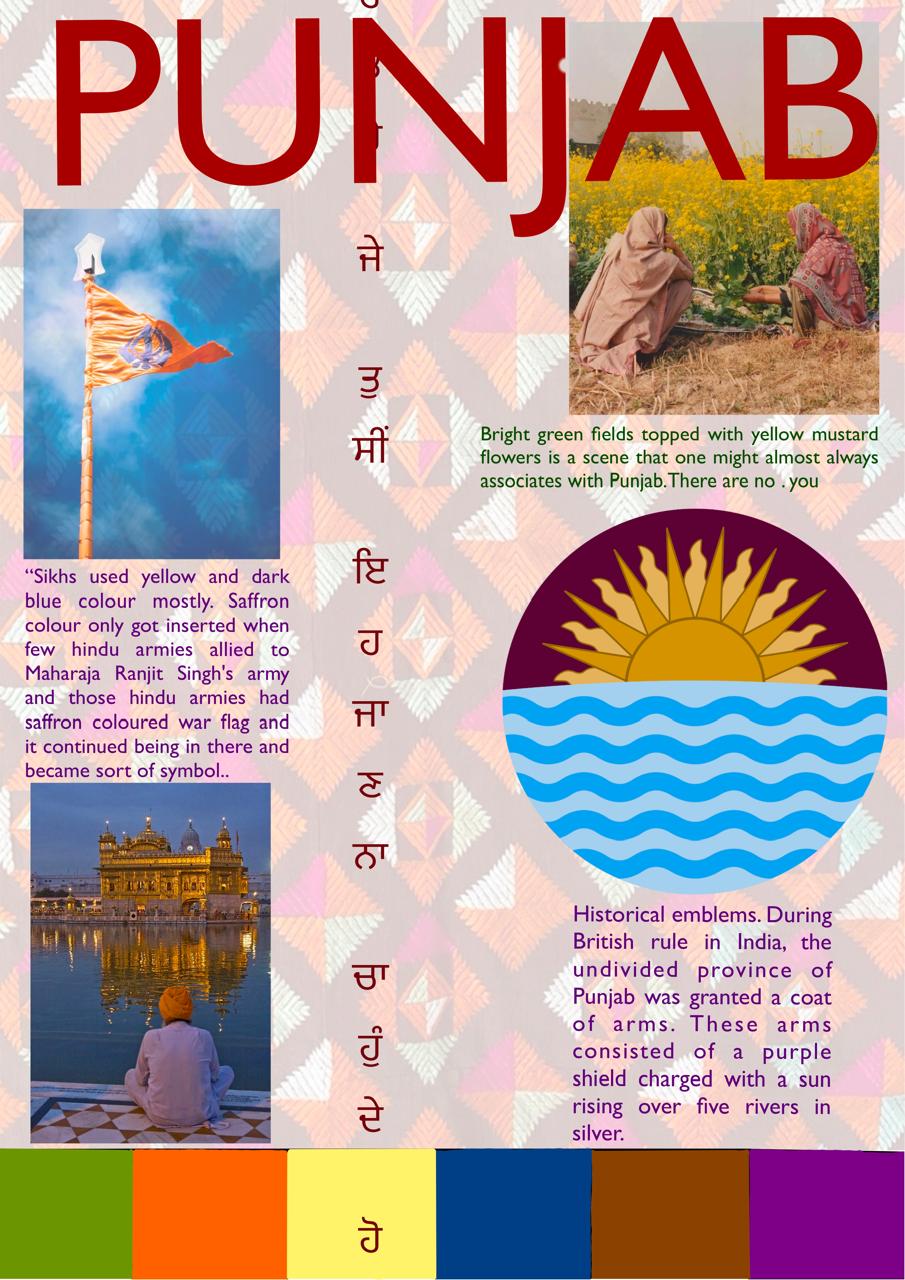 PUNJAB
ਜੇ
ਤੁ
ਸੀਂ
ਇ
ਹ
ਜਾ
ਣ
ਨਾ
ਚਾ
ਹੁੰ
ਦੇ
ਹੋ
Bright green fields topped with yellow mustard
flowers is a scene that one might almost always
associates with Punjab.There are no . you
“Sikhs used yellow and dark
blue colour mostly. Saffron
colour only got inserted when
few hindu armies allied to
Maharaja Ranjit Singh's army
and those hindu armies had
saffron coloured war flag and
it continued being in there and
became sort of symbol..
Historical emblems. During
British rule in India, the
undivided province of
Punjab was granted a coat
of arms. These arms
consisted of a purple
shield charged with a sun
rising over five rivers in
silver.